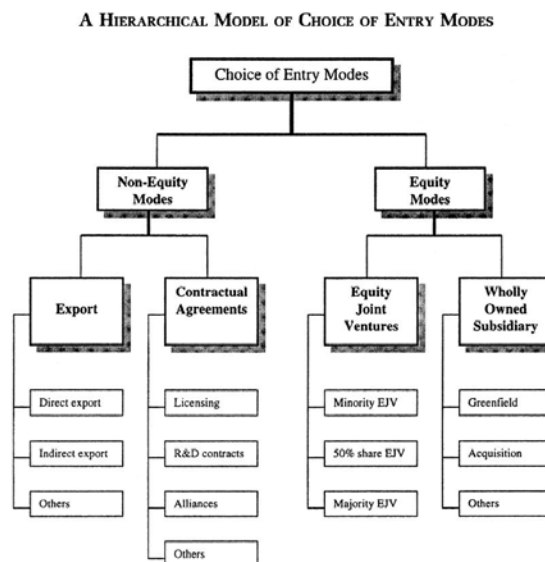 A HIERARCHICAL MODEL OF CHOICE OF ENTRY MODES
Choice of Entry Modes
Non-Equity
Modes
Equity
Modes
Export
Contractual
Agreements
Equity
Joint
Ventures
Wholly
Owned
Subsidiary
Direct export
Licensing
Minority EJV
Greenfield
Indirect export
R&D contracts
50% share EJV
Acquisition
Others
Alliances
Majority EJV
Others
Others